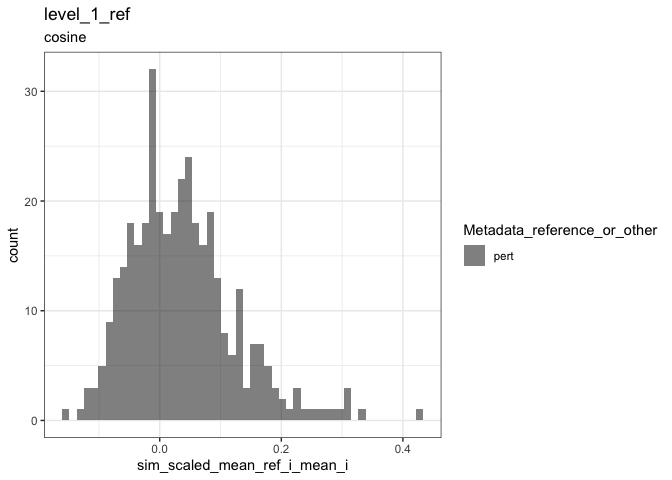 level_1_ref
cosine
30
20
10
0
count
0.0
0.2
0.4
sim_scaled_mean_ref_i_mean_i
Metadata_reference_or_other
pert